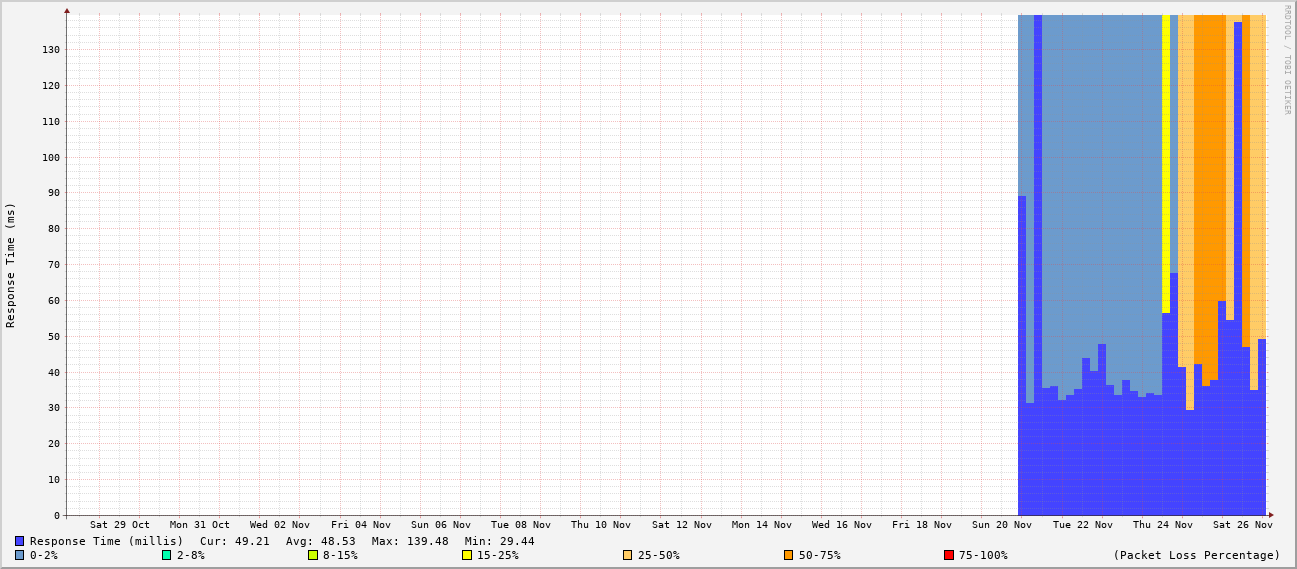 RRDTOOL / TOBI OETIKER
Response Time (ms)
130
120
110
100
90
80
70
60
50
40
30
20
10
0
Sat 29 Oct Mon 31 Oct Wed 02 Nov Fri 04 Nov Sun 06 Nov Tue 08 Nov Thu 10 Nov Sat 12 Nov Mon 14 Nov Wed 16 Nov Fri 18 Nov Sun 20 Nov Tue 22 Nov Thu 24 Nov Sat 26 Nov
Response Time (millis) Cur: 49.21 Avg: 48.53 Max: 139.48 Min: 29.44
0-2% 2-8% 8-15% 15-25% 25-50% 50-75% 75-100% (Packet Loss Percentage)